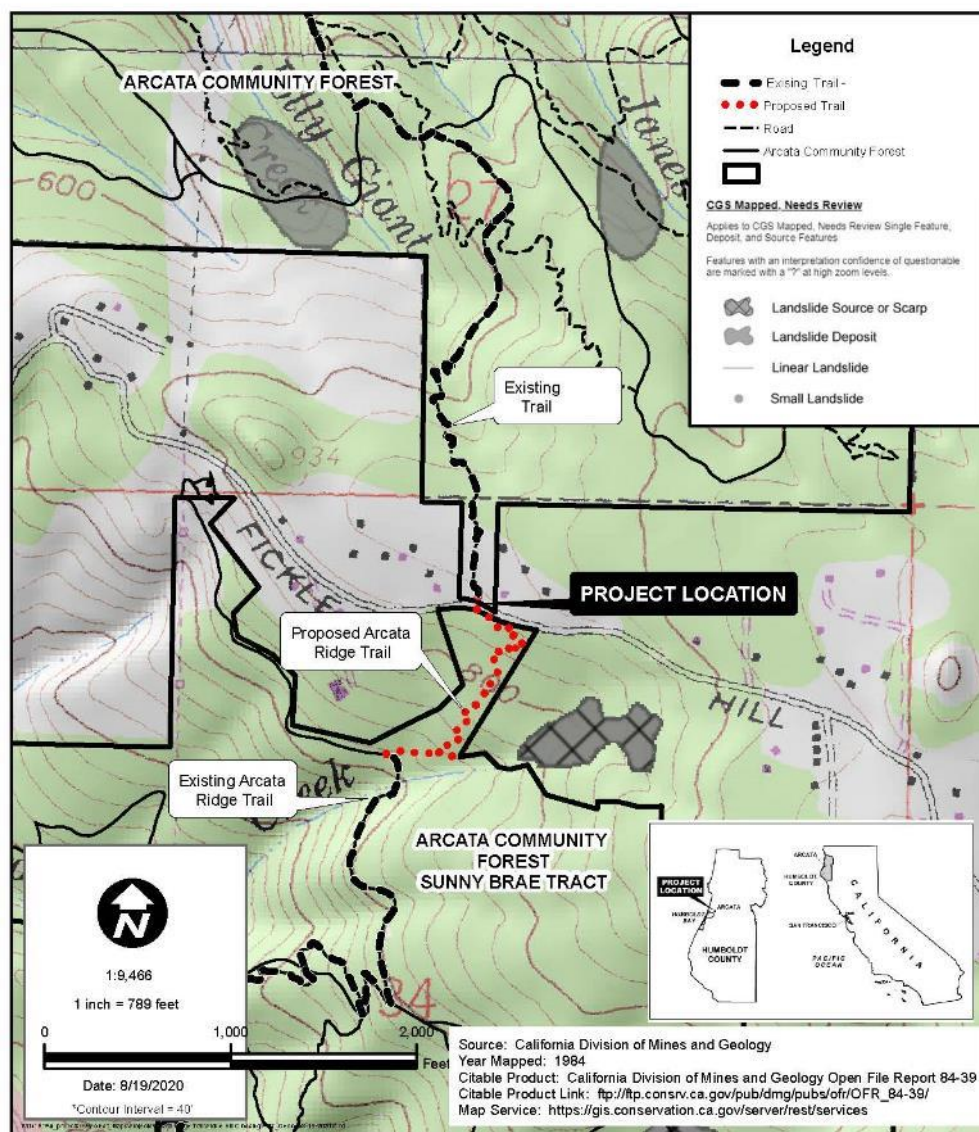 ARCATA COMMUNITY FOREST
Jolly Giant
Creek
Janes
600
27
934
Existing
Trail
FICKLE
HILL
PROJECT LOCATION
Proposed Arcata
Ridge Trail
800
Existing Arcata
Ridge Trail
Creek
ARCATA COMMUNITY
FOREST
SUNNY BRAE TRACT
34
Legend
Existing Trail -
Proposed Trail
Road
Arcata Community Forest
CGS Mapped, Needs Review
Applies to CGS Mapped, Needs Review Single Feature,
Deposit, and Source Features
Features with an interpretation confidence of questionable
are marked with a "?" at high zoom levels.
Landslide Source or Scarp
Landslide Deposit
Linear Landslide
Small Landslide
N
1:9,466
1 inch = 789 feet
0 1,000 2,000
Feet
Date: 8/19/2020
*Contour Interval = 40'
PROJECT
LOCATION
ARCATA
HUMBOLDT
BAY
HUMBOLDT
COUNTY
ARCATA
HUMBOLDT
COUNTY
SAN FRANCISCO
CALIFORNIA
PACIFIC
OCEAN
Source: California Division of Mines and Geology
Year Mapped: 1984
Citable Product: California Division of Mines and Geology Open File Report 84-39
Citable Product Link: ftp://ftp.consrv.ca.gov/pub/dmg/pubs/ofr/OFR_84-39/
Map Service: https://gis.conservation.ca.gov/server/rest/services